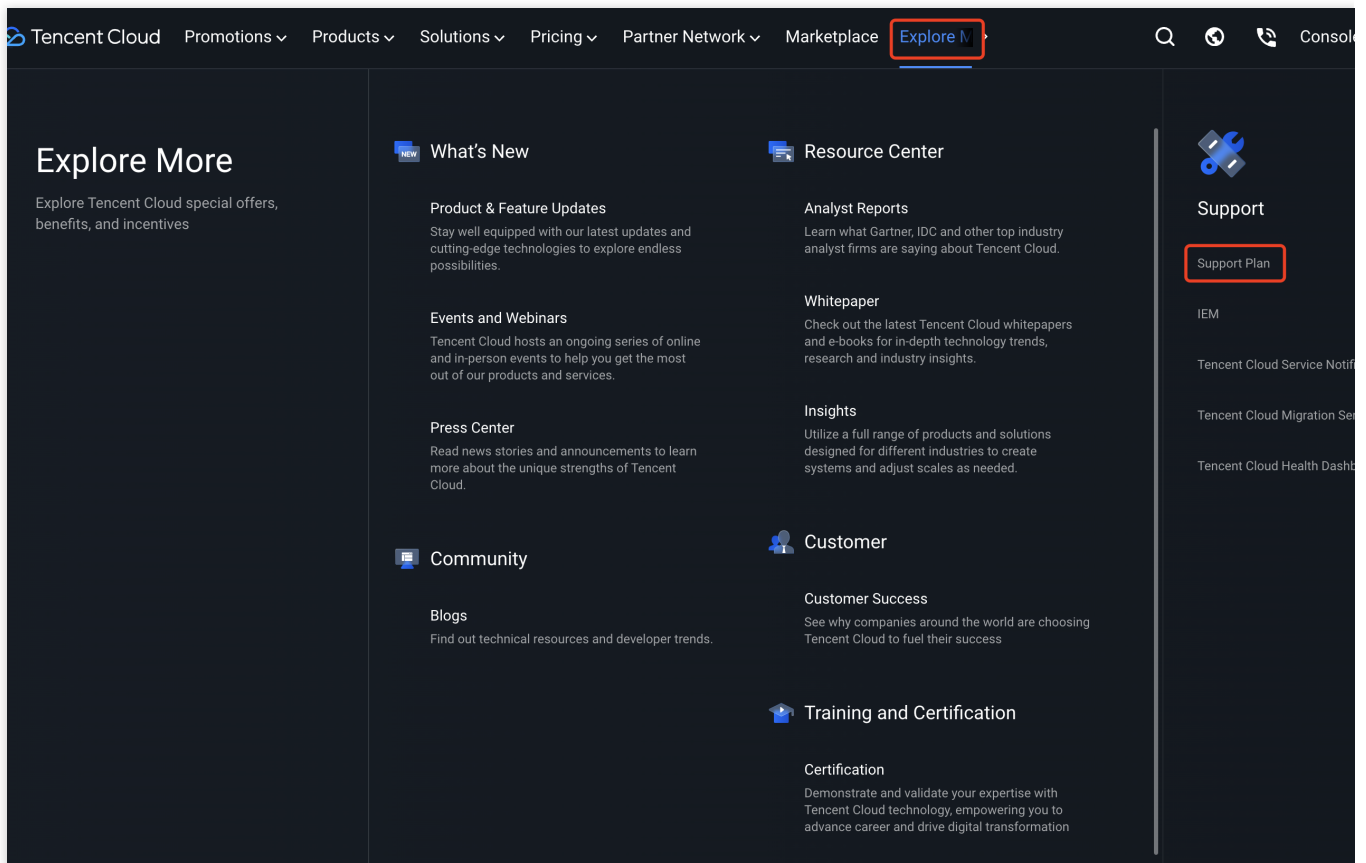 Tencent Cloud Promotions Products Solutions Pricing Partner Network Marketplace Explore M Console
Explore More
Explore Tencent Cloud special offers,
benefits, and incentives
NEW
What's New
Product & Feature Updates
Stay well equipped with our latest updates and
cutting-edge technologies to explore endless
possibilities.
Events and Webinars
Tencent Cloud hosts an ongoing series of online
and in-person events to help you get the most
out of our products and services.
Press Center
Read news stories and announcements to learn
more about the unique strengths of Tencent
Cloud.
Community
Blogs
Find out technical resources and developer trends.
Resource Center
Analyst Reports
Learn what Gartner, IDC and other top industry
analyst firms are saying about Tencent Cloud.
Whitepaper
Check out the latest Tencent Cloud whitepapers
and e-books for in-depth technology trends,
research and industry insights.
Insights
Utilize a full range of products and solutions
designed for different industries to create
systems and adjust scales as needed.
Customer
Customer Success
See why companies around the world are choosing
Tencent Cloud to fuel their success
Training and Certification
Certification
Demonstrate and validate your expertise with
Tencent Cloud technology, empowering you to
advance career and drive digital transformation
Support
Support Plan
IEM
Tencent Cloud Service Notifi
Tencent Cloud Migration Ser
Tencent Cloud Health Dashb